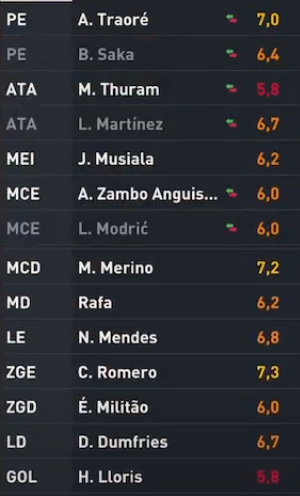 PE A. Traoré 7,0
PE B. Saka 6,4
ATA M. Thuram 5,8
ATA L. Martínez 6,7
MEI J. Musiala 6,2
MCE A. Zambo Anguis... 6,0
MCE L. Modrić 6,0
MCD M. Merino 7,2
MD Rafa 6,2
LE N. Mendes 6,8
ZGE C. Romero 7,3
ZGD É. Militão 6,0
LD D. Dumfries 6,7
GOL H. Lloris 5,8